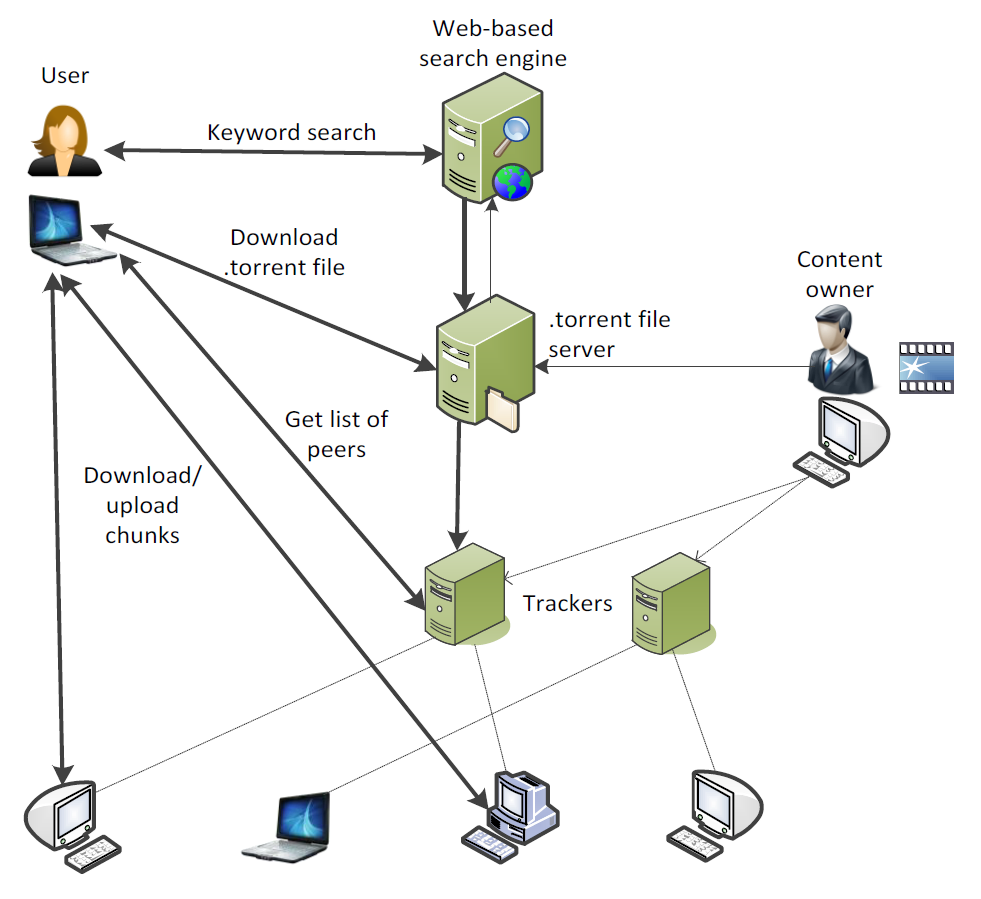 Web-based
search engine
User
Keyword search
Download
.torrent file
Content
owner
.torrent file
server
Get list of
peers
Download/
upload
chunks
Trackers